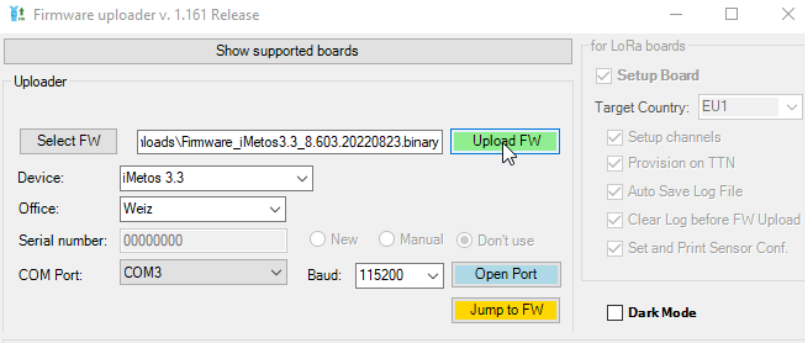 Firmware uploader v. 1.161 Release
Show supported boards
for LoRa boards
Setup Board
Uploader
Target Country: EU1
Select FW
nloads\Firmware_iMetos3.3_8.603.20220823.binary
Upload FW
Setup channels
Provision on TTN
Device: iMetos 3.3
Auto Save Log File
Office: Weiz
Clear Log before FW Upload
Serial number: 00000000 New Manual Don't use
Set and Print Sensor Conf.
COM Port: COM3 Baud: 115200 Open Port
Jump to FW
Dark Mode